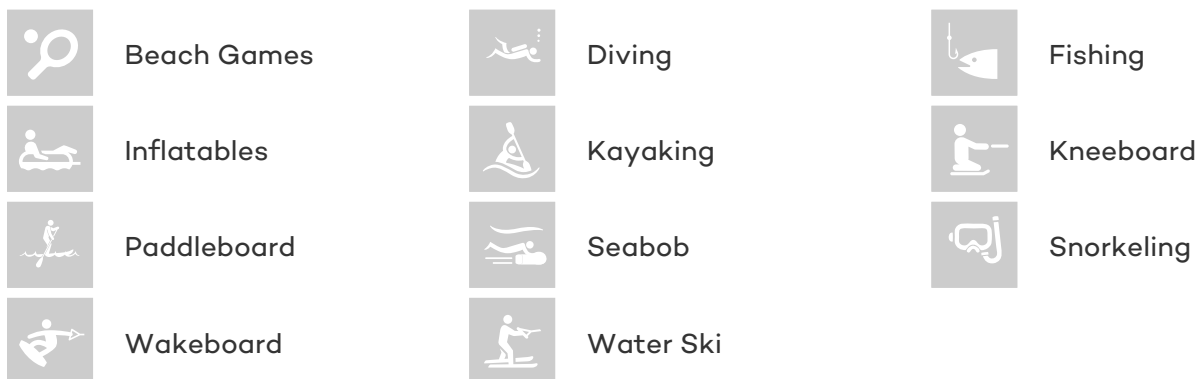 Beach Games
Diving
Fishing
Inflatables
Kayaking
Kneeboard
Paddleboard
Seabob
Snorkeling
Wakeboard
Water Ski